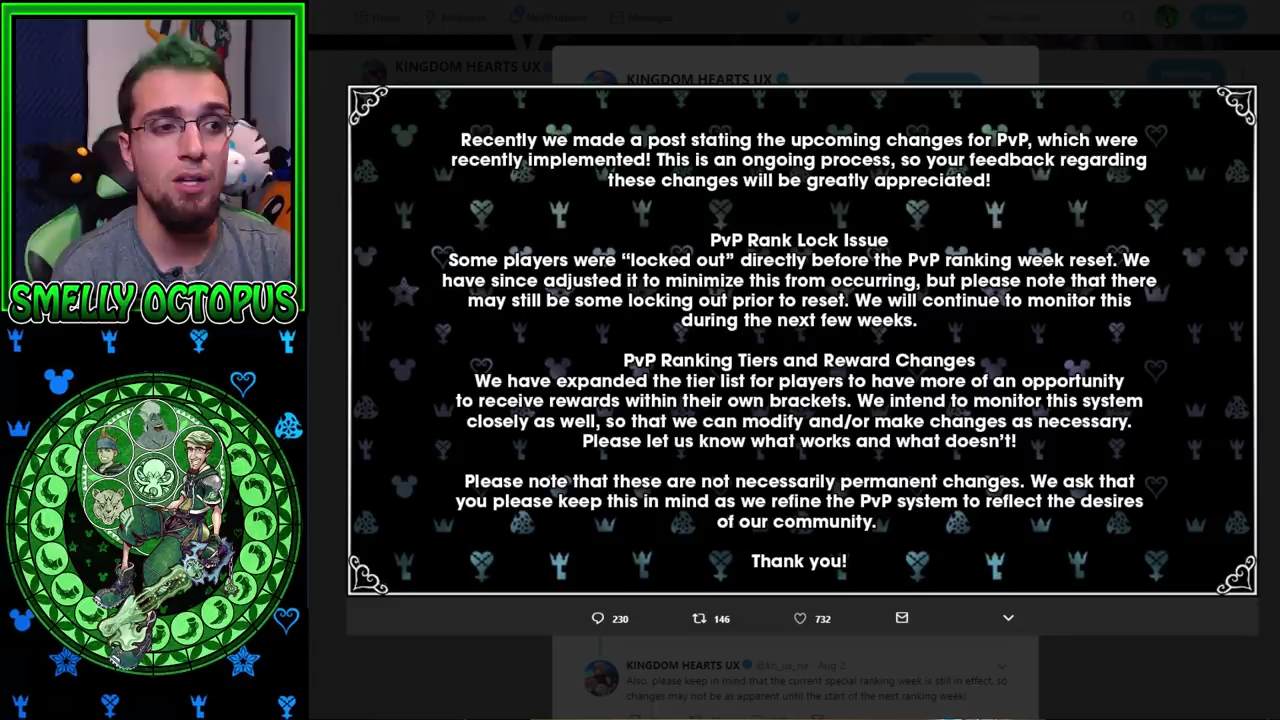 Home
Notifications
Messages
KINGDOM HEARTS UX
KINGDOM HEARTS UX
Recently we made a post stating the upcoming changes for PvP, which were
recently implemented! This is an ongoing process, so your feedback regarding
these changes will be greatly appreciated!
PvP Rank Lock Issue
Some players were “locked out” directly before the PvP ranking week reset. We
have since adjusted it to minimize this from occurring, but please note that there
may still be some locking out prior to reset. We will continue to monitor this
during the next few weeks.
PvP Ranking Tiers and Reward Changes
We have expanded the tier list for players to have more of an opportunity
to receive rewards within their own brackets. We intend to monitor this system
closely as well, so that we can modify and/or make changes as necessary.
Please let us know what works and what doesn’t!
Please note that these are not necessarily permanent changes. We ask that
you please keep this in mind as we refine the PvP system to reflect the desires
of our community.
Thank you!
SMELLY OCTOPUS
230 146 732
KINGDOM HEARTS UX @kh_ux_na · Aug 2
Also, please keep in mind that the current special ranking week is still in effect, so
changes may not be as apparent until the start of the next ranking week!